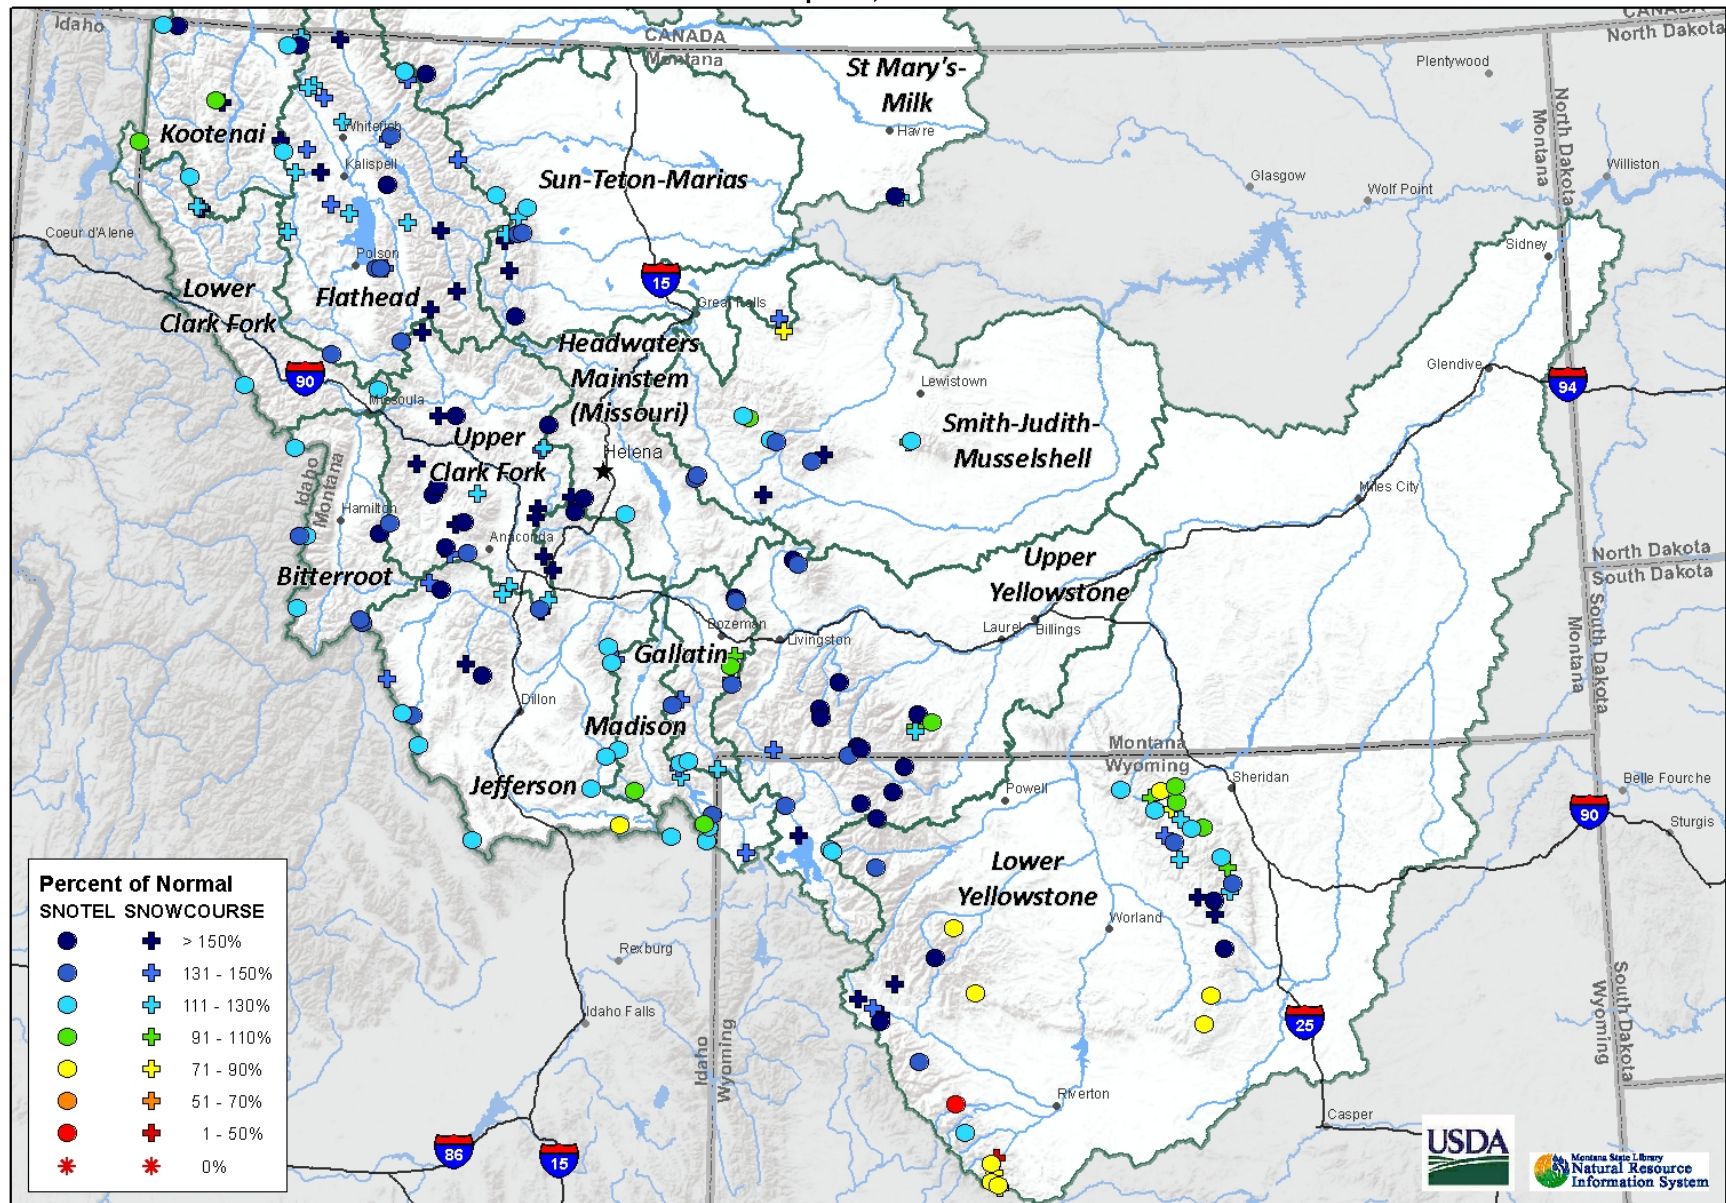 Idaho
CANADA
Montana
CANADA
North Dakota
St Mary's-
Milk
Plentywood
Havre
Kootenai
Whitefish
Kalispell
Sun-Teton-Marias
Glasgow
Wolf Point
North Dakota
Montana
Williston
Coeur d'Alene
Polson
Sidney
Lower
Clark Fork
Flathead
15
Great Falls
Headwaters
Mainstem
(Missouri)
90
Missoula
Lewistown
Glendive
94
Upper
Clark Fork
Helena
Smith-Judith-
Musselshell
Idaho
Montana
Hamilton
Miles City
Anaconda
Bitterroot
Upper
Yellowstone
North Dakota
South Dakota
Bozeman
Livingston
Laurel
Billings
South Dakota
Montana
Gallatin
Dillon
Madison
Jefferson
Montana
Wyoming
Powell
Sheridan
Belle Fourche
90
Sturgis
Lower
Yellowstone
Worland
Percent of Normal
SNOTEL SNOWCOURSE
> 150%
131 - 150%
111 - 130%
91 - 110%
71 - 90%
51 - 70%
1 - 50%
0%
Rexburg
Idaho Falls
Idaho
Wyoming
25
South Dakota
Wyoming
Riverton
Casper
86
15
USDA
Montana State Library
Natural Resource
Information System